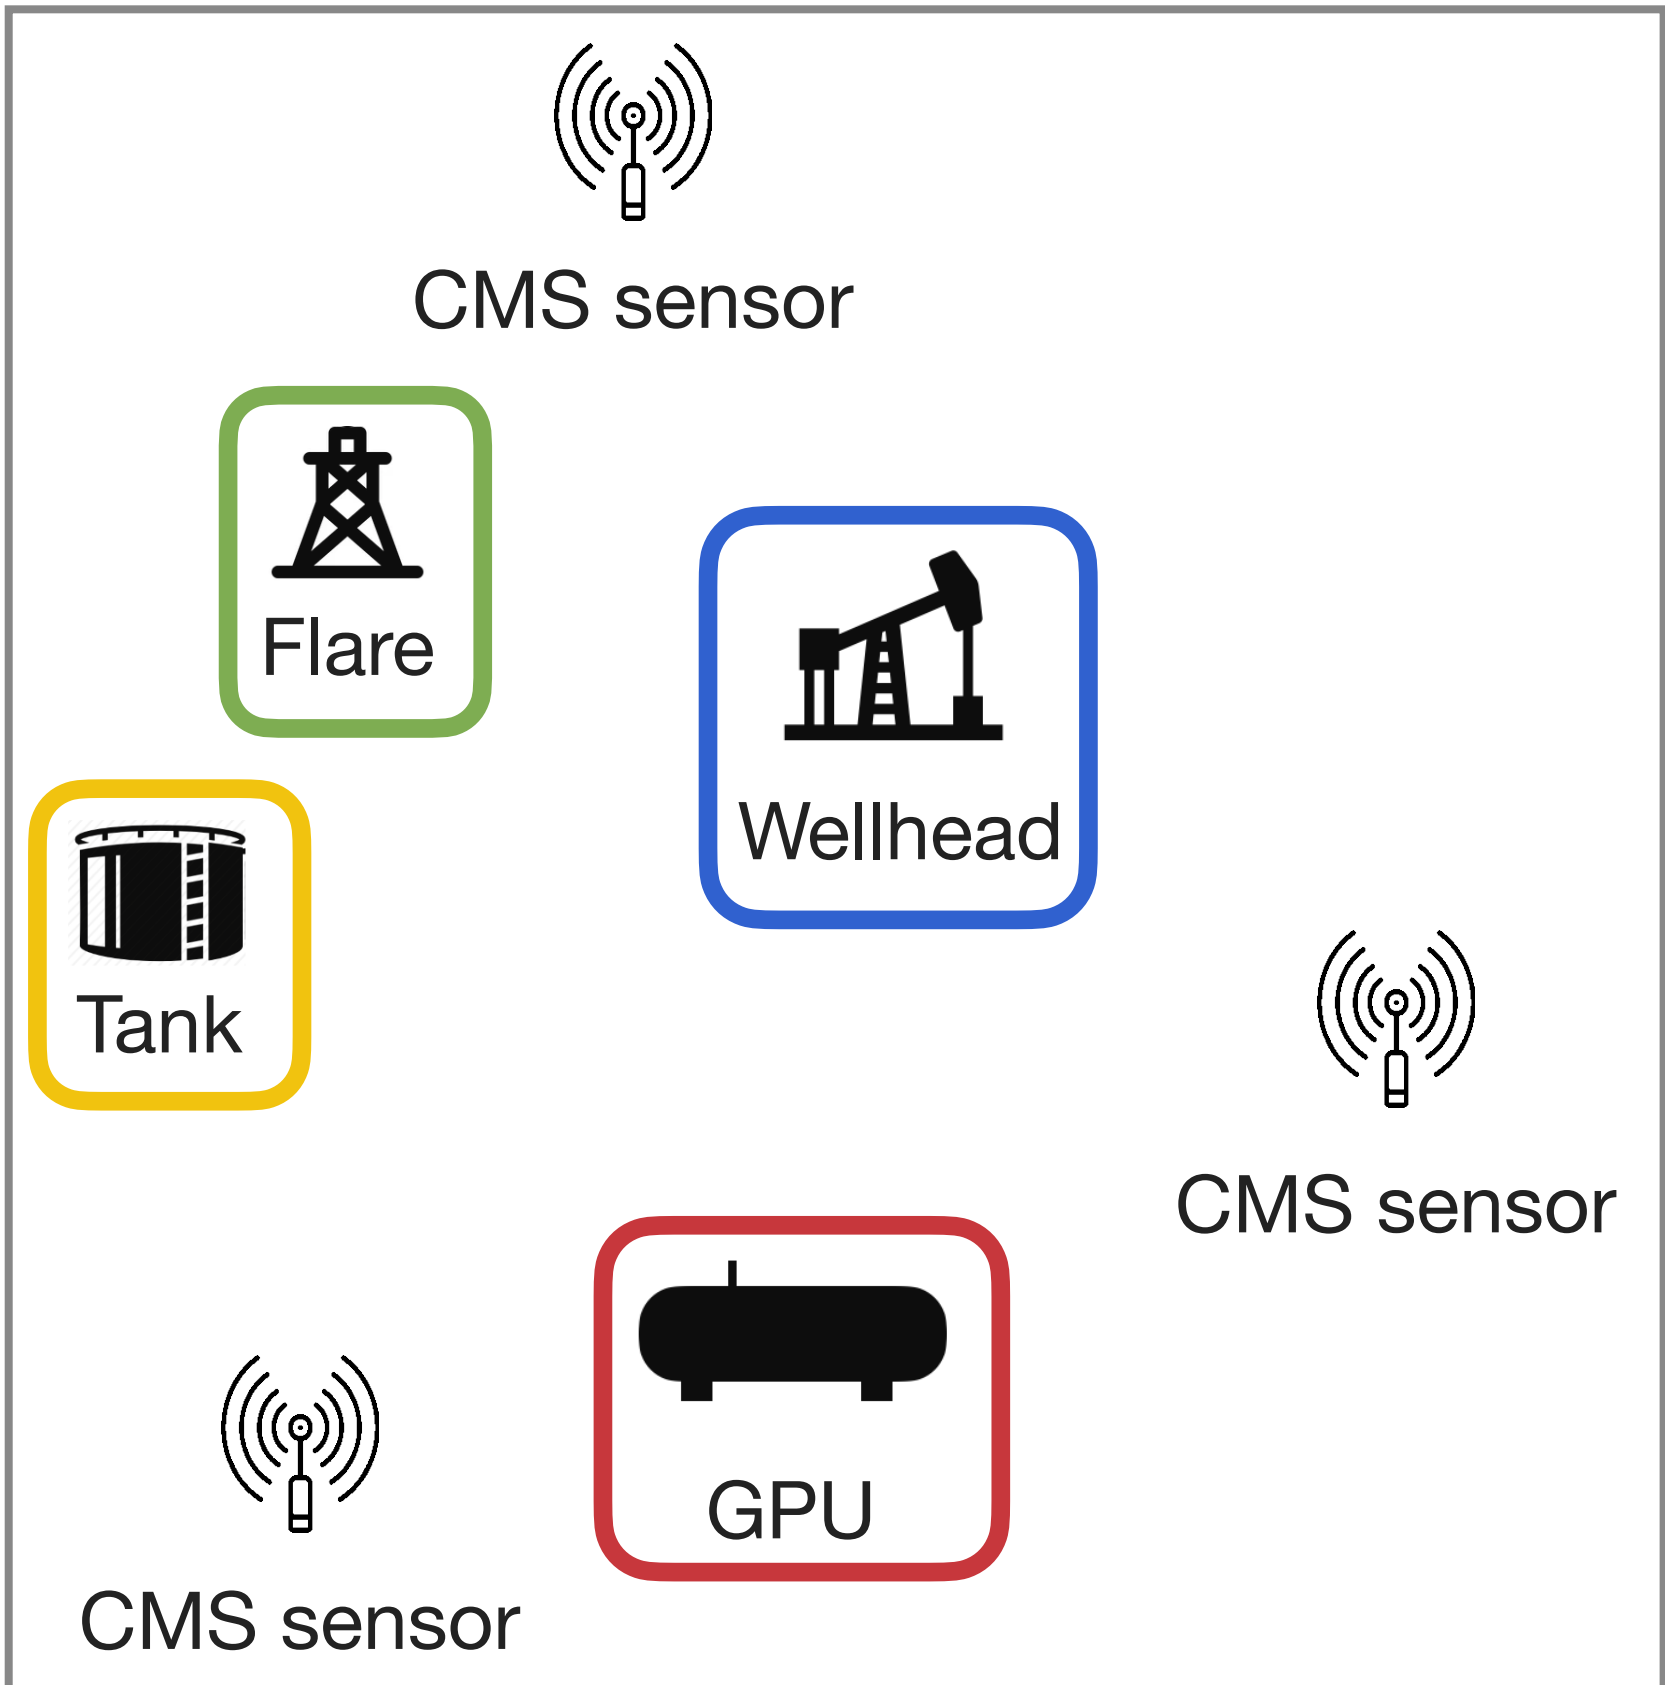 CMS sensor
Flare
Wellhead
Tank
CMS sensor
GPU
CMS sensor